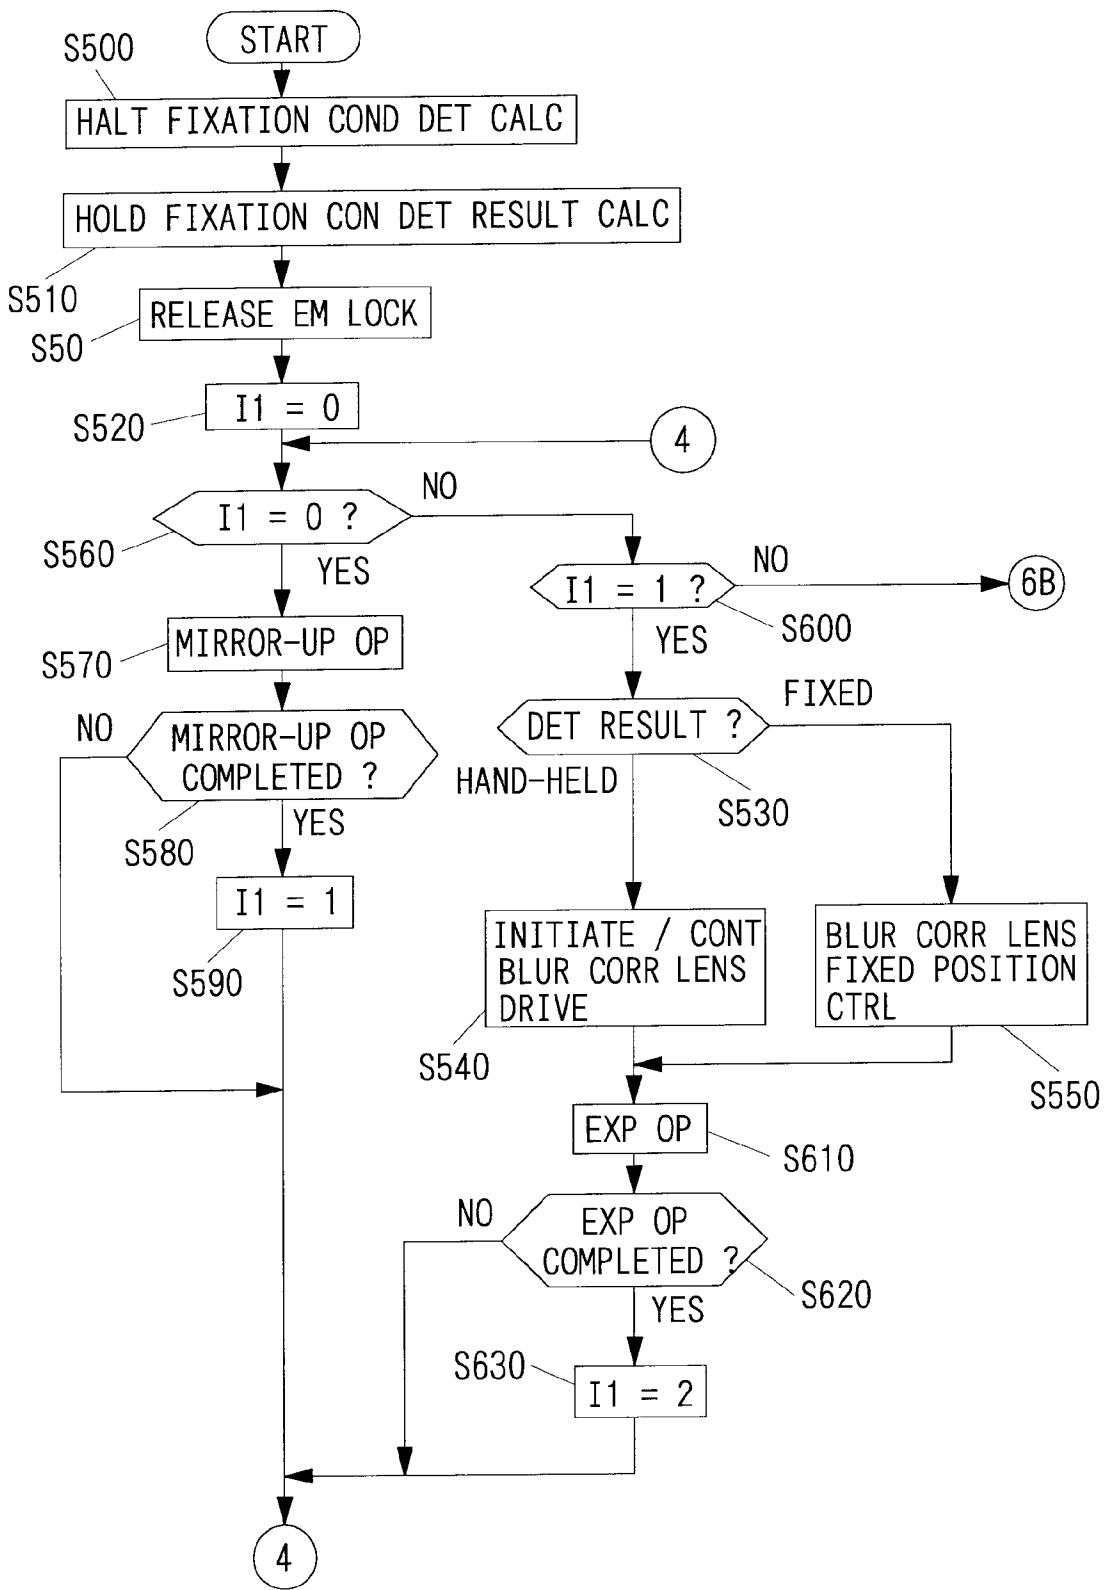 START
S500
HALT FIXATION COND DET CALC
HOLD FIXATION CON DET RESULT CALC
S510
RELEASE EM LOCK
S50
I1 = 0
S520
4
I1 = 0 ?
NO
S560
YES
I1 = 1 ?
NO
6B
S600
YES
MIRROR-UP OP
S570
DET RESULT ?
FIXED
HAND-HELD
S530
NO
MIRROR-UP OP
COMPLETED ?
S580
YES
I1 = 1
S590
INITIATE / CONT
BLUR CORR LENS
DRIVE
S540
BLUR CORR LENS
FIXED POSITION
CTRL
S550
EXP OP
S610
NO
EXP OP
COMPLETED ?
S620
YES
S630
I1 = 2
4